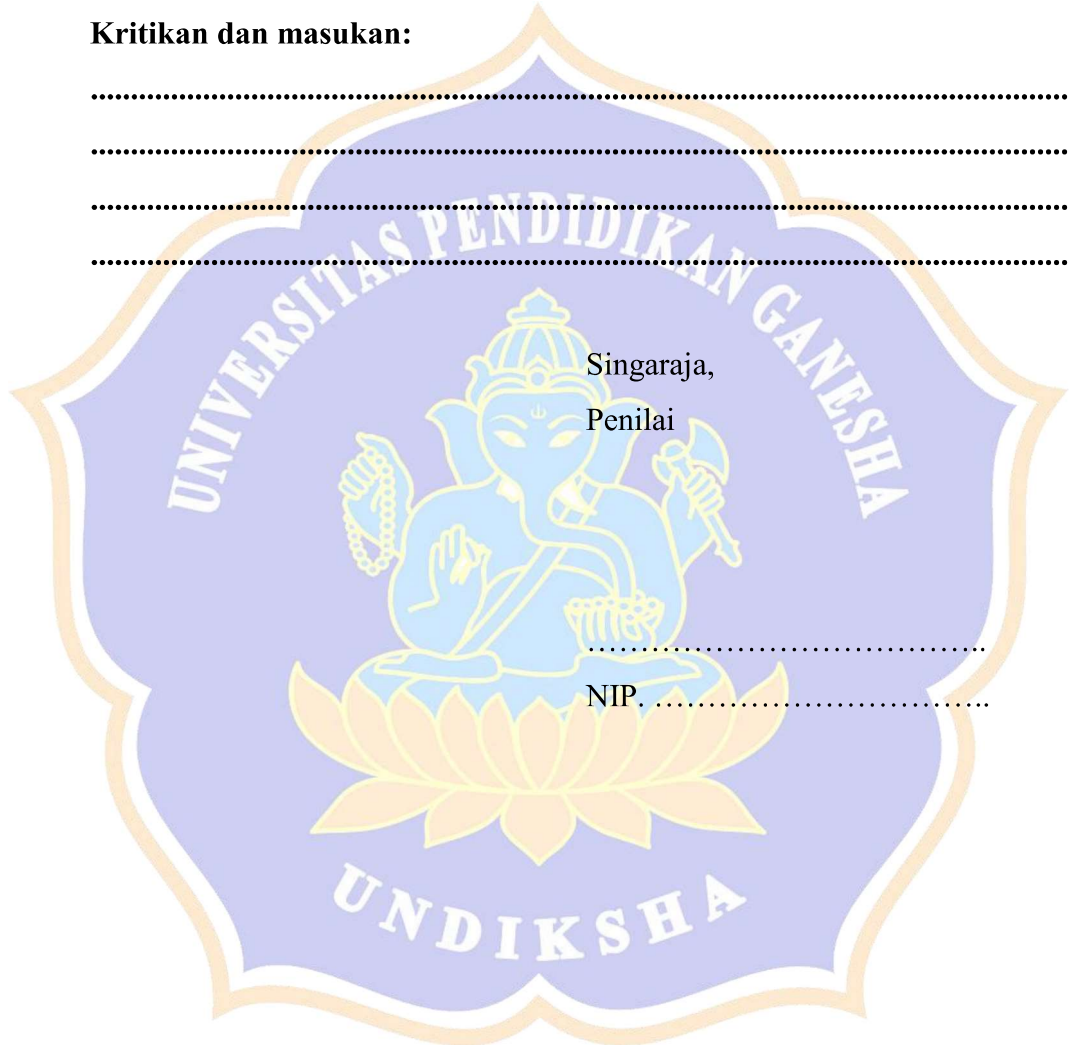 Kritikan dan masukan:
..........................................................................................................................
..........................................................................................................................
..........................................................................................................................
..........................................................................................................................
UNIVERSITAS PENDIDIKAN GANESHA
Singaraja,
Penilai
……………………………………..
NIP. ……………………………..
UNDIKSHA